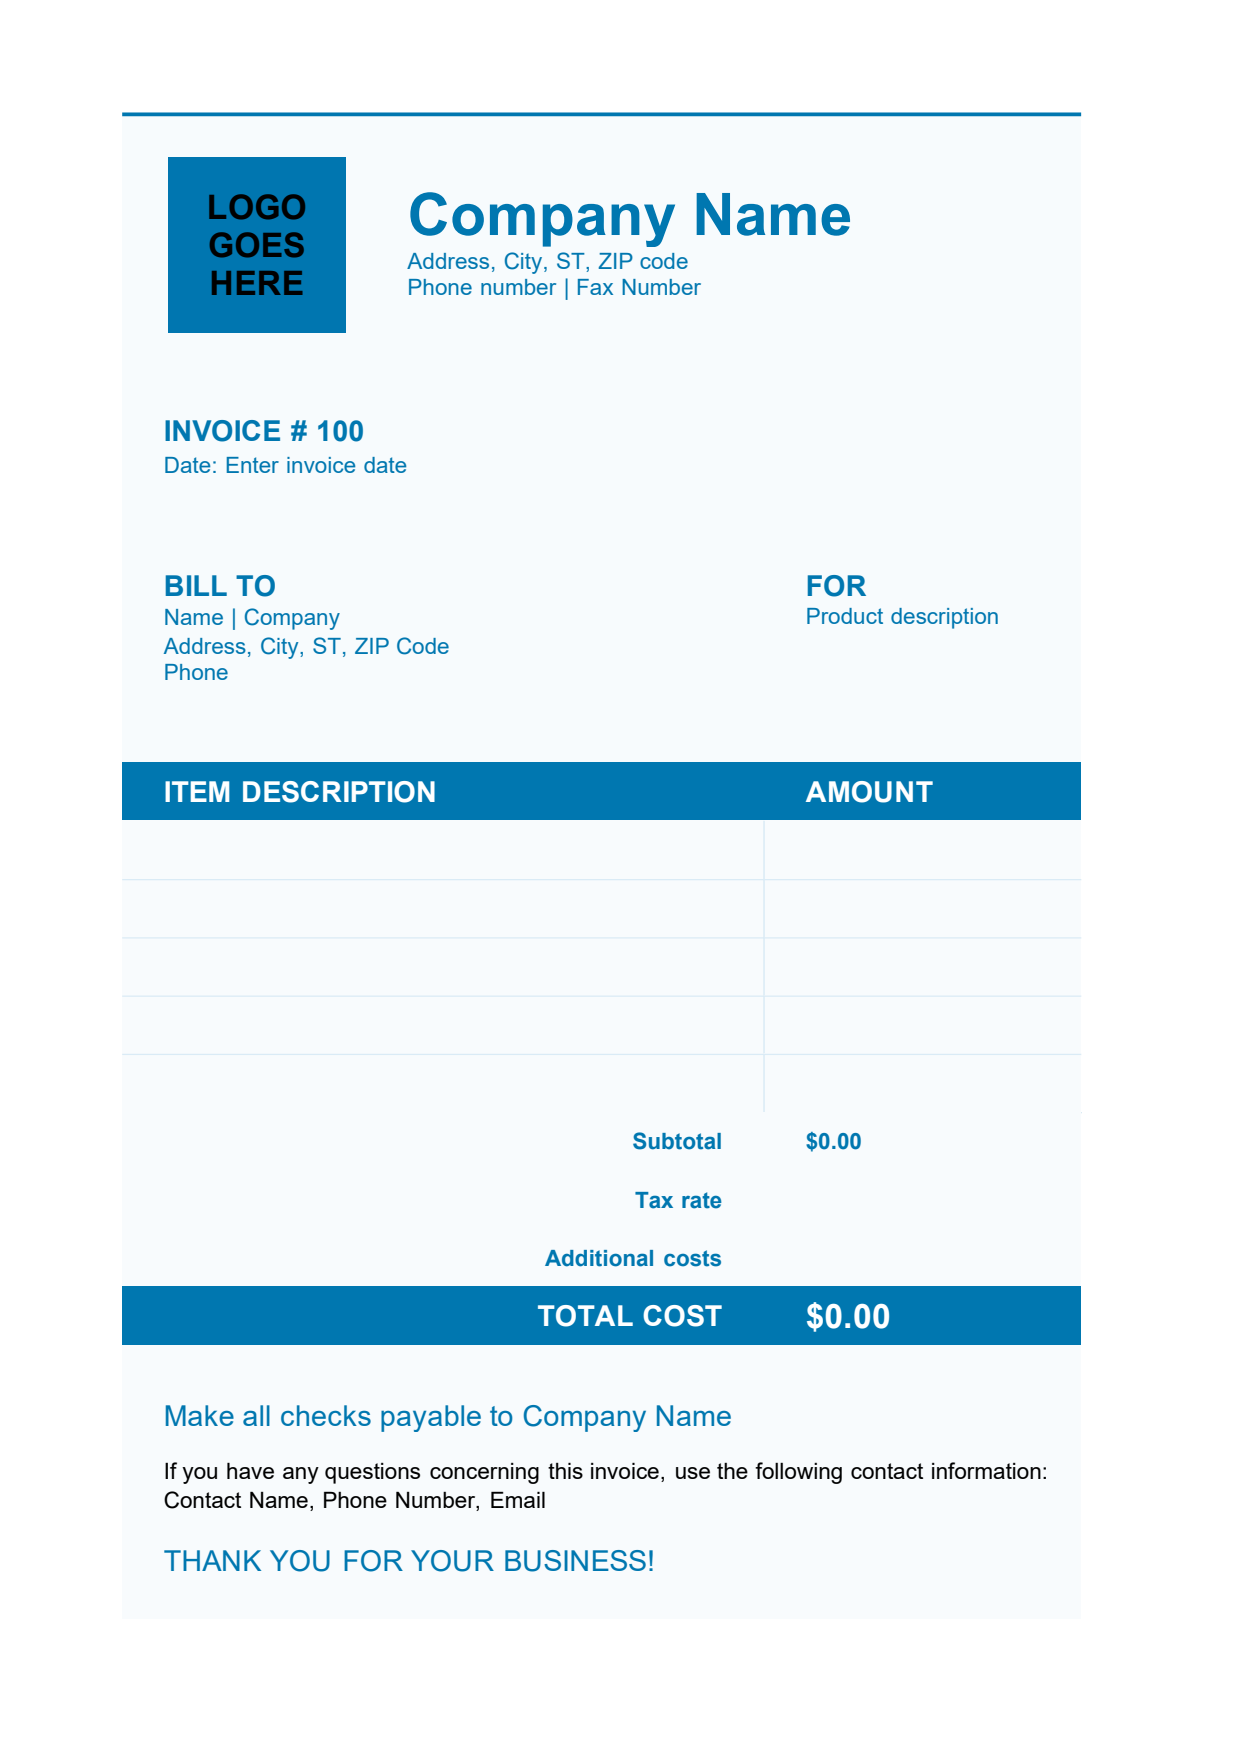 LOGO
GOES
HERE
Company Name
Address, City, ST, ZIP code
Phone number | Fax Number
INVOICE # 100
Date: Enter invoice date
BILL TO
Name | Company
Address, City, ST, ZIP Code
Phone
FOR
Product description
ITEM DESCRIPTION AMOUNT
Subtotal $0.00
Tax rate
Additional costs
TOTAL COST $0.00
Make all checks payable to Company Name
If you have any questions concerning this invoice, use the following contact information:
Contact Name, Phone Number, Email
THANK YOU FOR YOUR BUSINESS!